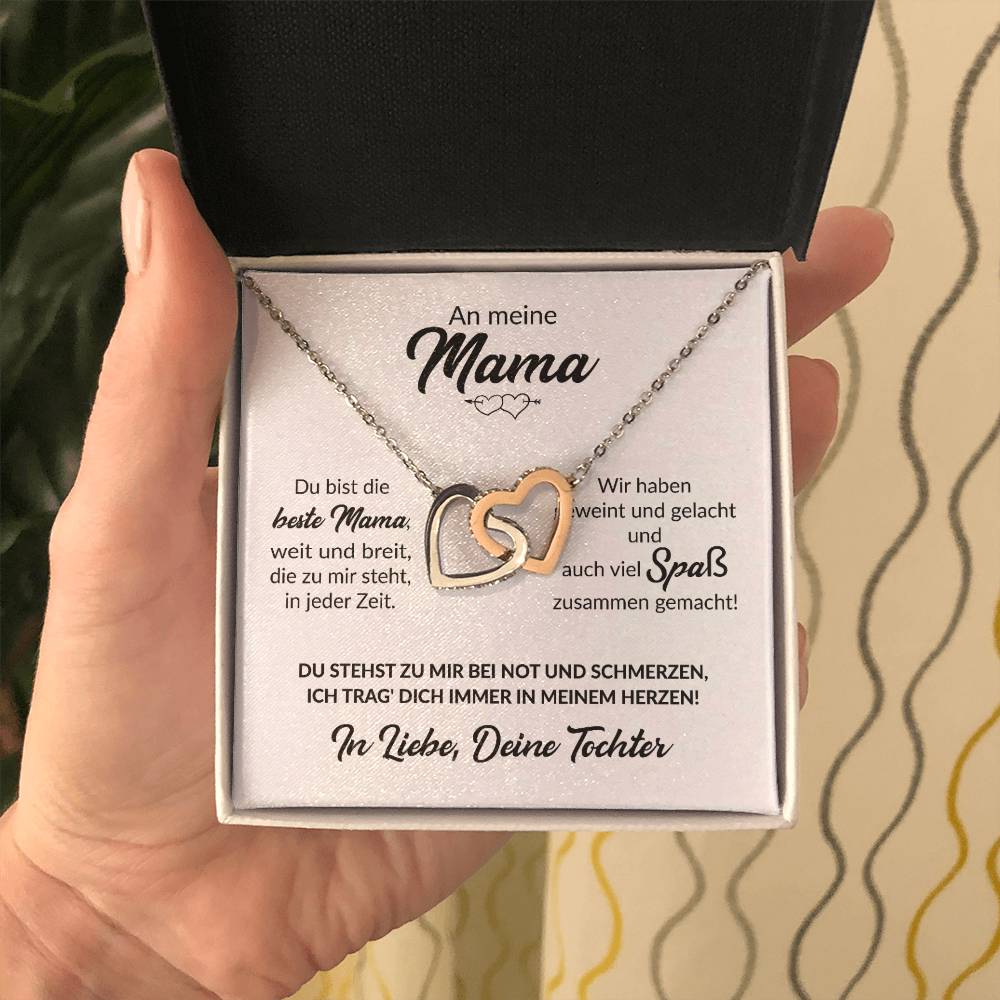 An meine
Mama
Du bist die
beste Mama,
weit und breit,
die zu mir steht,
in jeder Zeit.
Wir haben
geweint und gelacht
und
auch viel Spaß
zusammen gemacht!
DU STEHST ZU MIR BEI NOT UND SCHMERZEN,
ICH TRAG' DICH IMMER IN MEINEM HERZEN!
In Liebe, Deine Tochter